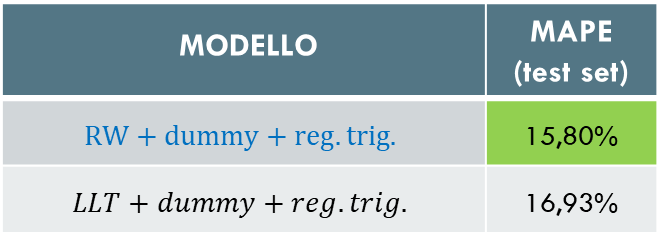 MODELLO
MAPE
(test set)
RW + dummy + reg. trig.
15,80%
LLT + dummy + reg. trig.
16,93%